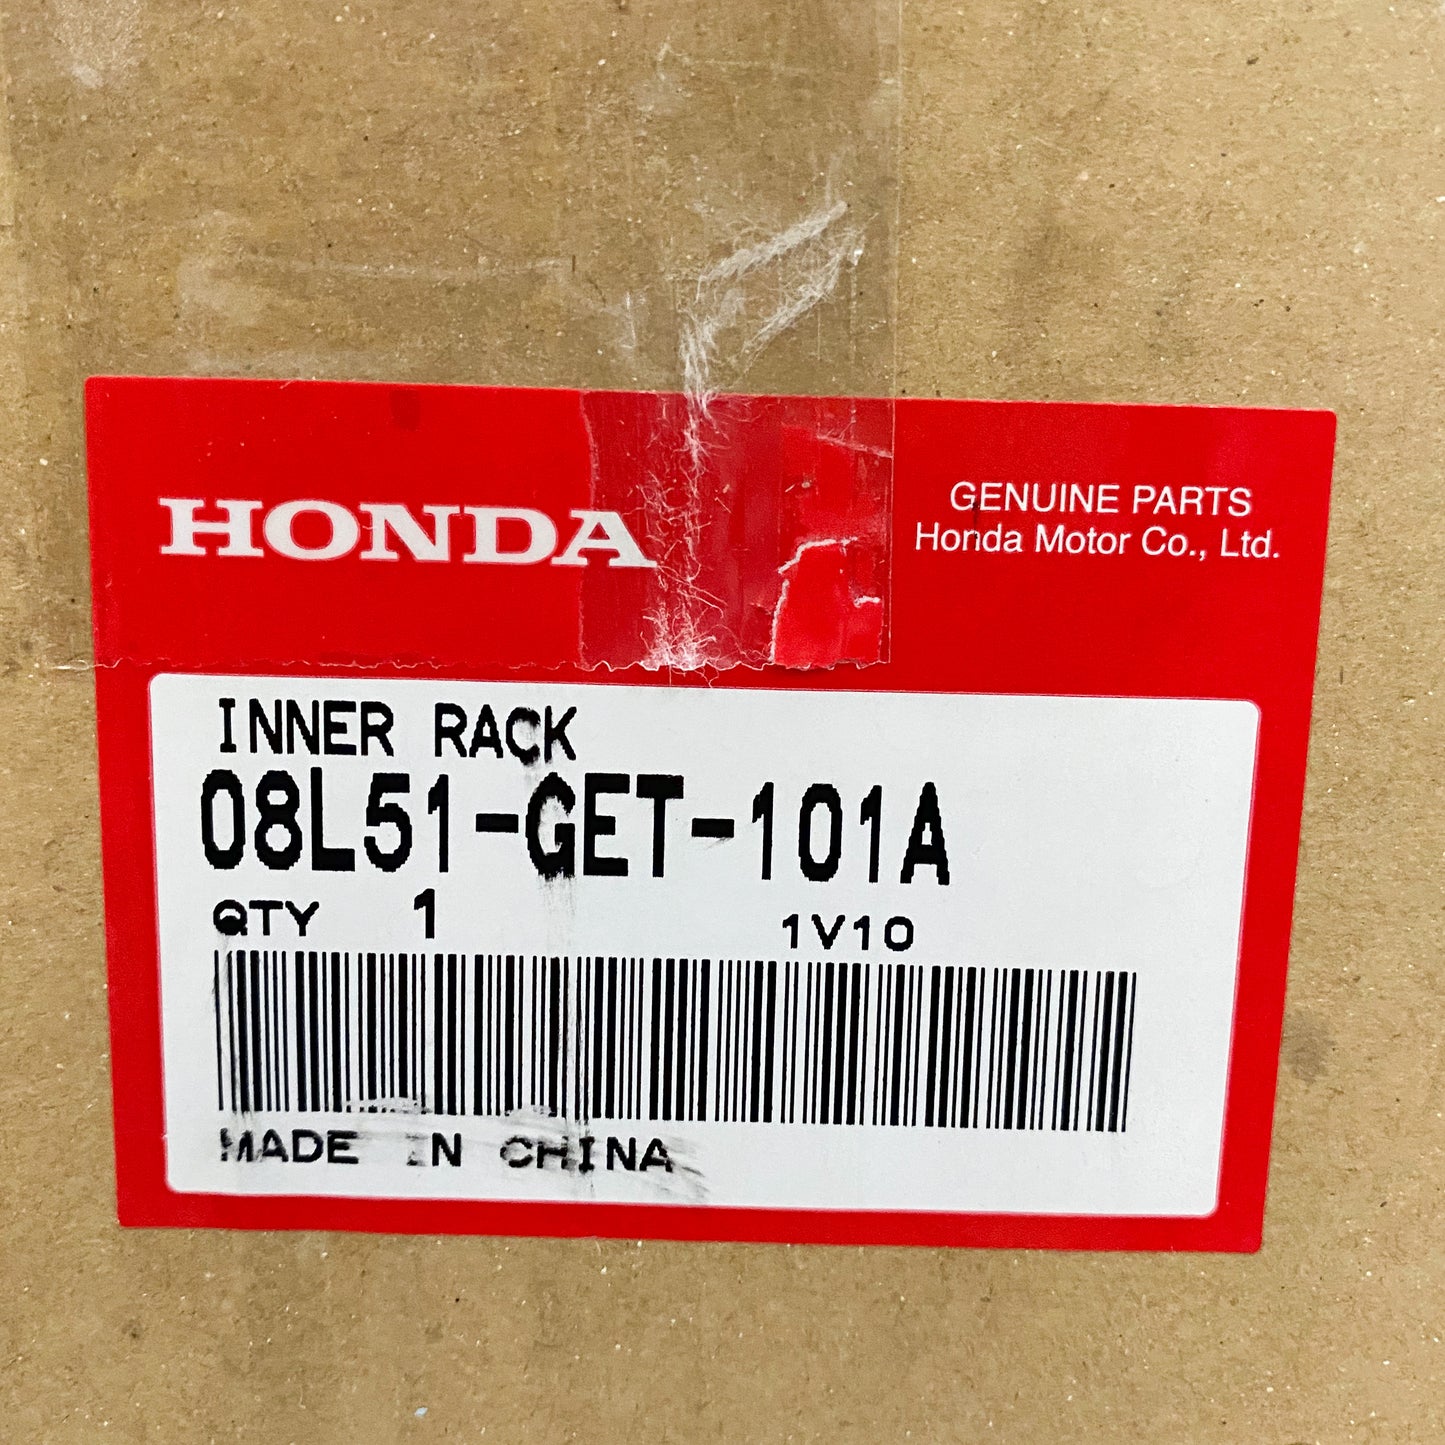 HONDA
GENUINE PARTS
Honda Motor Co., Ltd.
INNER RACK
08L51-GET-101A
QTY 1 1V10
MADE IN CHINA